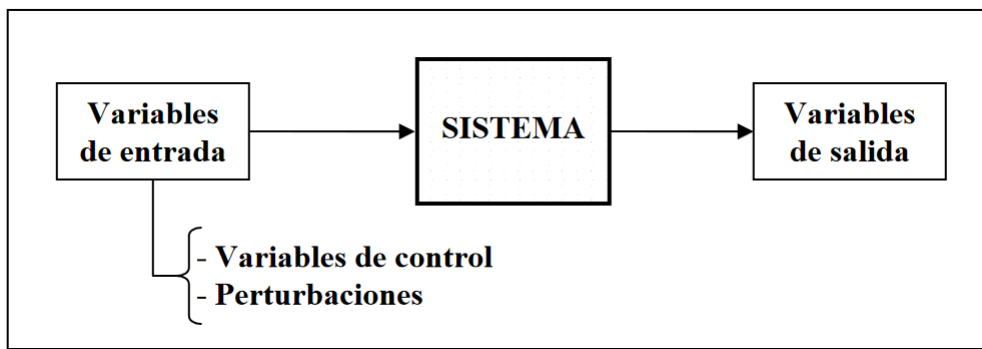 Variables
de entrada
SISTEMA
Variables
de salida
- Variables de control
- Perturbaciones